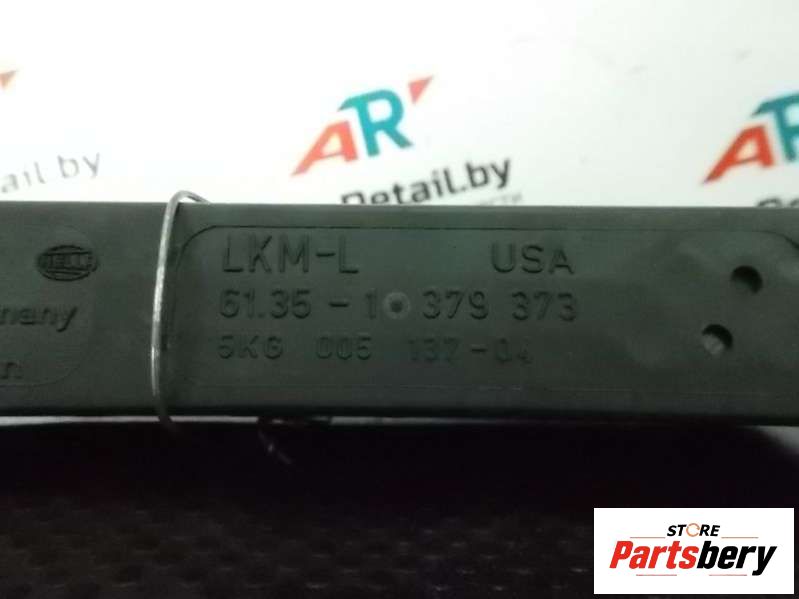 AR
AR
Detail.by
etail.by
HELLA
LKM-L USA
61.35 - 1 379 373
5KG 005 137-04
many
n
STORE
Partsbery